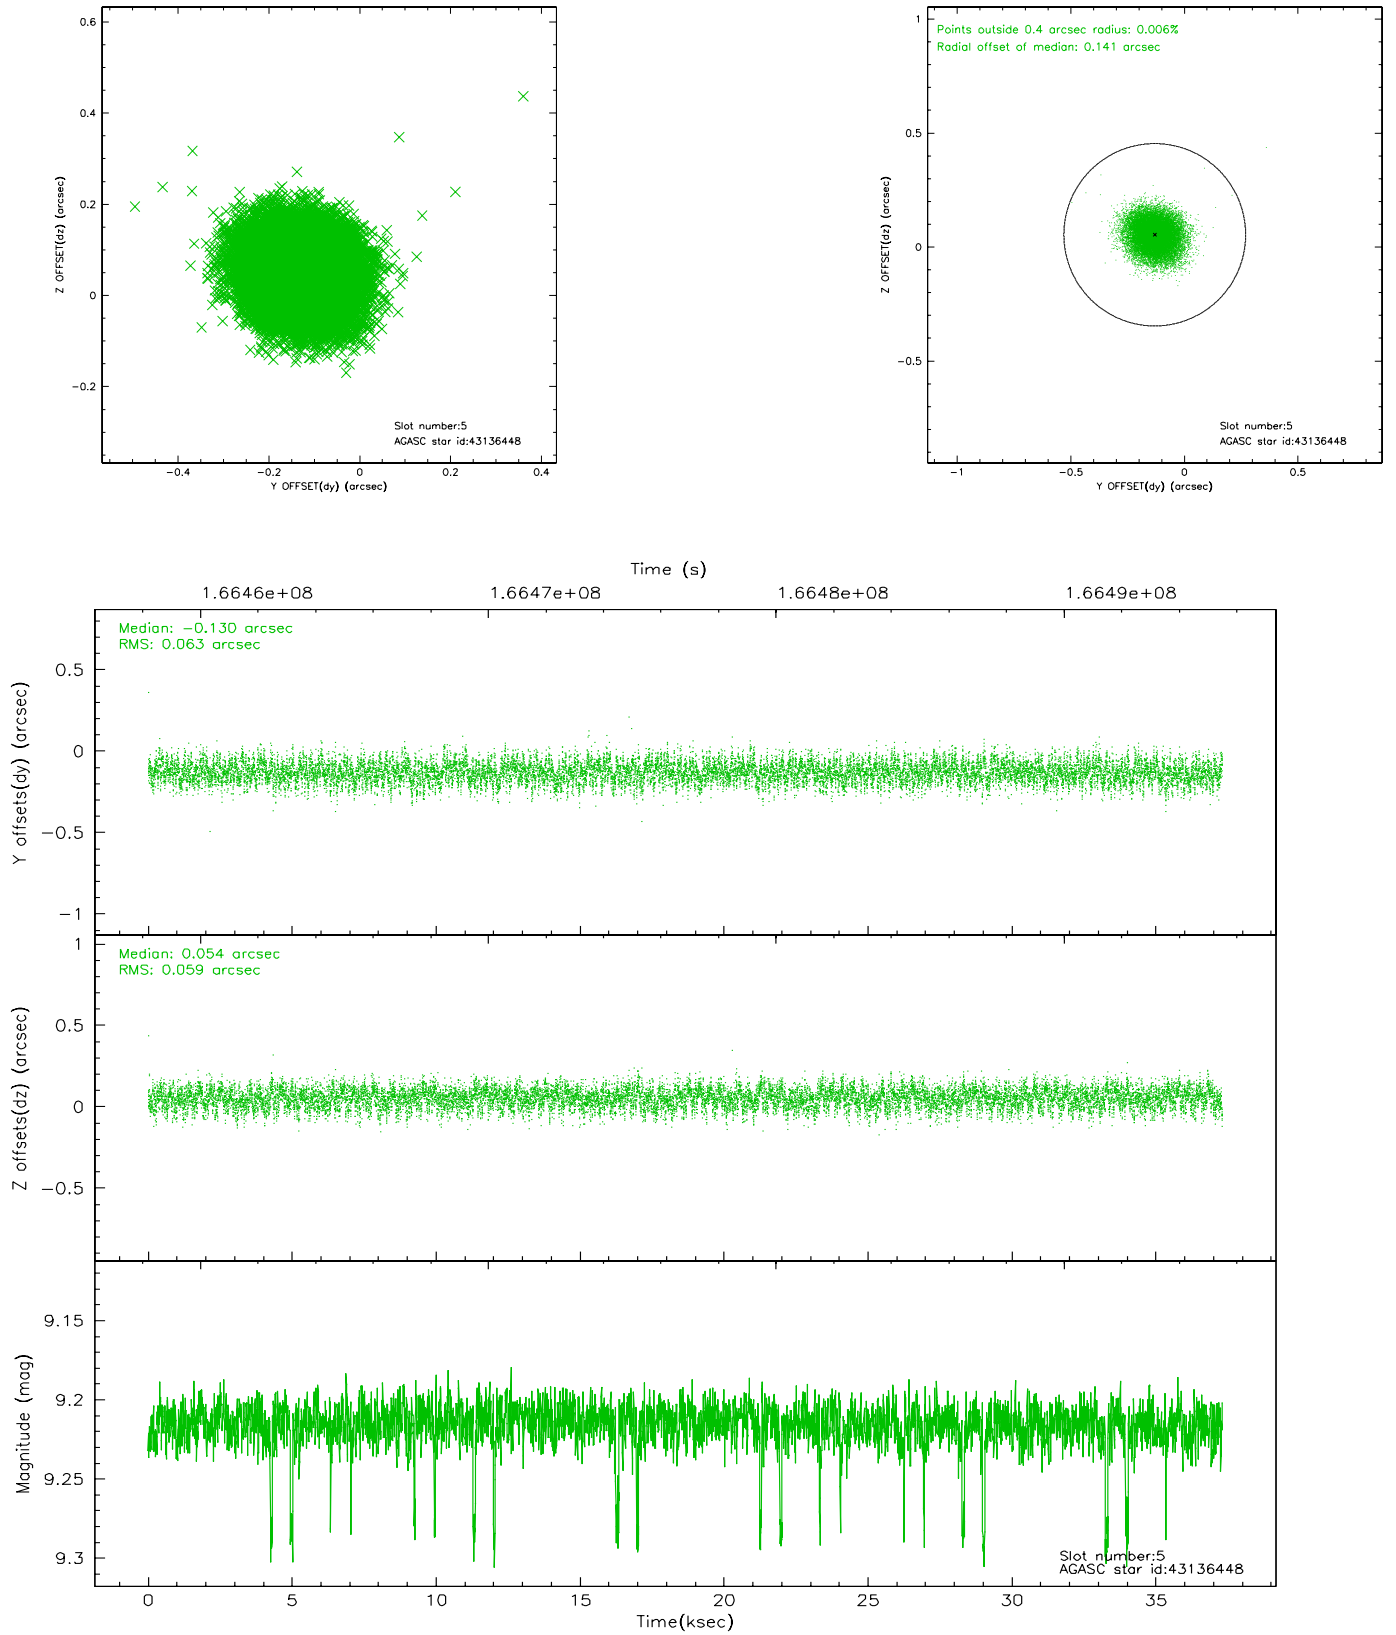 0.6
0.4
0.2
0
−0.2
Z OFFSET(dz) (arcsec)
Slot number:5
AGASC star id:43136448
−0.4 −0.2 0 0.2 0.4
Y OFFSET(dy) (arcsec)
Points outside 0.4 arcsec radius: 0.006%
Radial offset of median: 0.141 arcsec
1
0.5
0
−0.5
Z OFFSET(dz) (arcsec)
Slot number:5
AGASC star id:43136448
−1 −0.5 0 0.5
Y OFFSET(dy) (arcsec)
Time (s)
1.6646e+08 1.6647e+08 1.6648e+08 1.6649e+08
Median: −0.130 arcsec
RMS: 0.063 arcsec
0.5
0
−0.5
−1
Y offsets(dy) (arcsec)
Median: 0.054 arcsec
RMS: 0.059 arcsec
1
0.5
0
−0.5
Z offsets(dz) (arcsec)
9.15
9.2
9.25
9.3
Magnitude (mag)
Slot number:5
AGASC star id:43136448
0 5 10 15 20 25 30 35
Time(ksec)